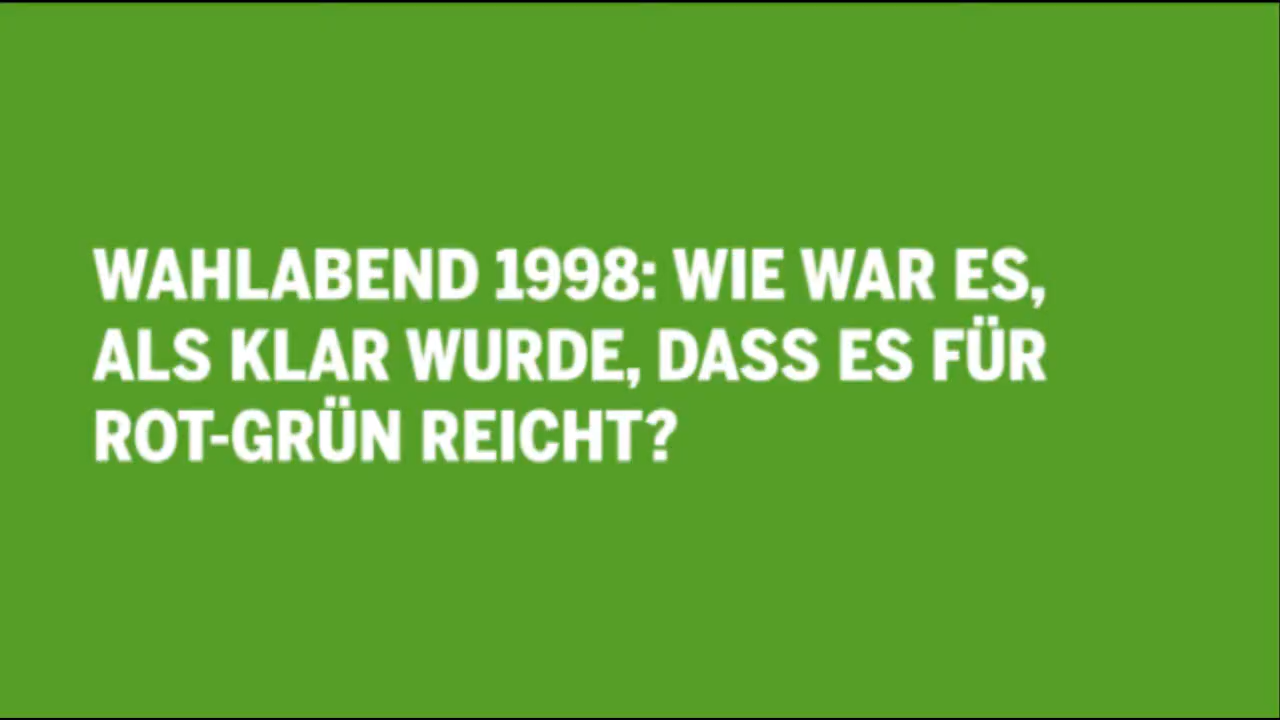 WAHLABEND 1998: WIE WAR ES,
ALS KLAR WURDE, DASS ES FÜR
ROT-GRÜN REICHT?